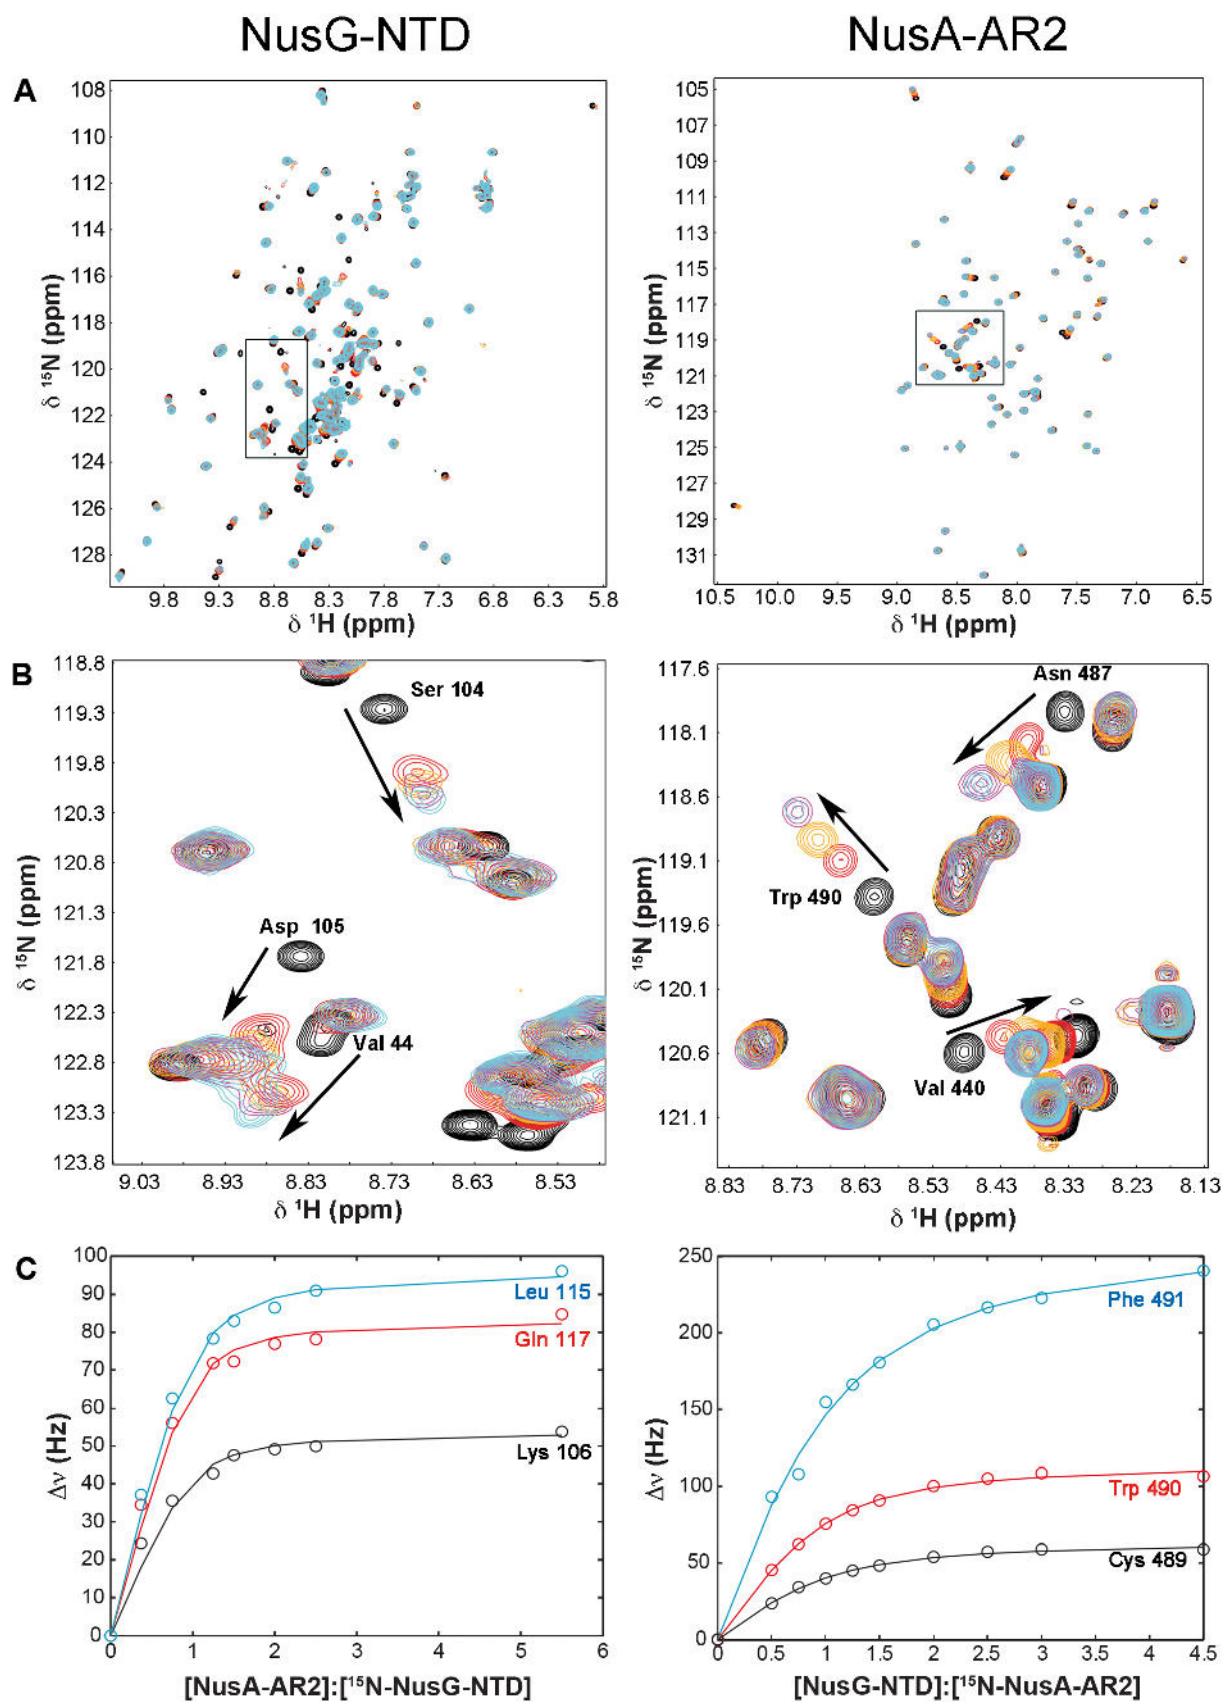 NusG-NTD
NusA-AR2
A
108
110
112
114
116
118
120
122
124
126
128
δ ¹⁵N (ppm)
9.8 9.3 8.8 8.3 7.8 7.3 6.8 6.3 5.8
δ ¹H (ppm)
105
107
109
111
113
115
117
119
121
123
125
127
129
131
δ ¹⁵N (ppm)
10.5 10.0 9.0 8.5 8.0 7.5 7.0 6.5
δ ¹H (ppm)
B
118.8
119.3
119.8
120.3
120.8
121.3
121.8
122.3
122.8
123.3
123.8
δ ¹⁵N (ppm)
Ser 104
Asp 105
Val 44
9.03 8.93 8.83 8.73 8.63 8.53
δ ¹H (ppm)
117.6
118.1
118.6
119.1
119.6
120.1
120.6
121.1
δ ¹⁵N (ppm)
Asn 487
Trp 490
Val 440
8.83 8.73 8.63 8.53 8.43 8.33 8.23 8.13
δ ¹H (ppm)
C
100
90
80
70
60
50
40
30
20
10
0
Δν (Hz)
Leu 115
Gln 117
Lys 106
0 1 2 3 4 5 6
[NusA-AR2]:[¹⁵N-NusG-NTD]
250
200
150
100
50
0
Δν (Hz)
Phe 491
Trp 490
Cys 489
0 0.5 1.0 1.5 2.0 2.5 3.0 3.5 4.0 4.5
[NusG-NTD]:[¹⁵N-NusA-AR2]